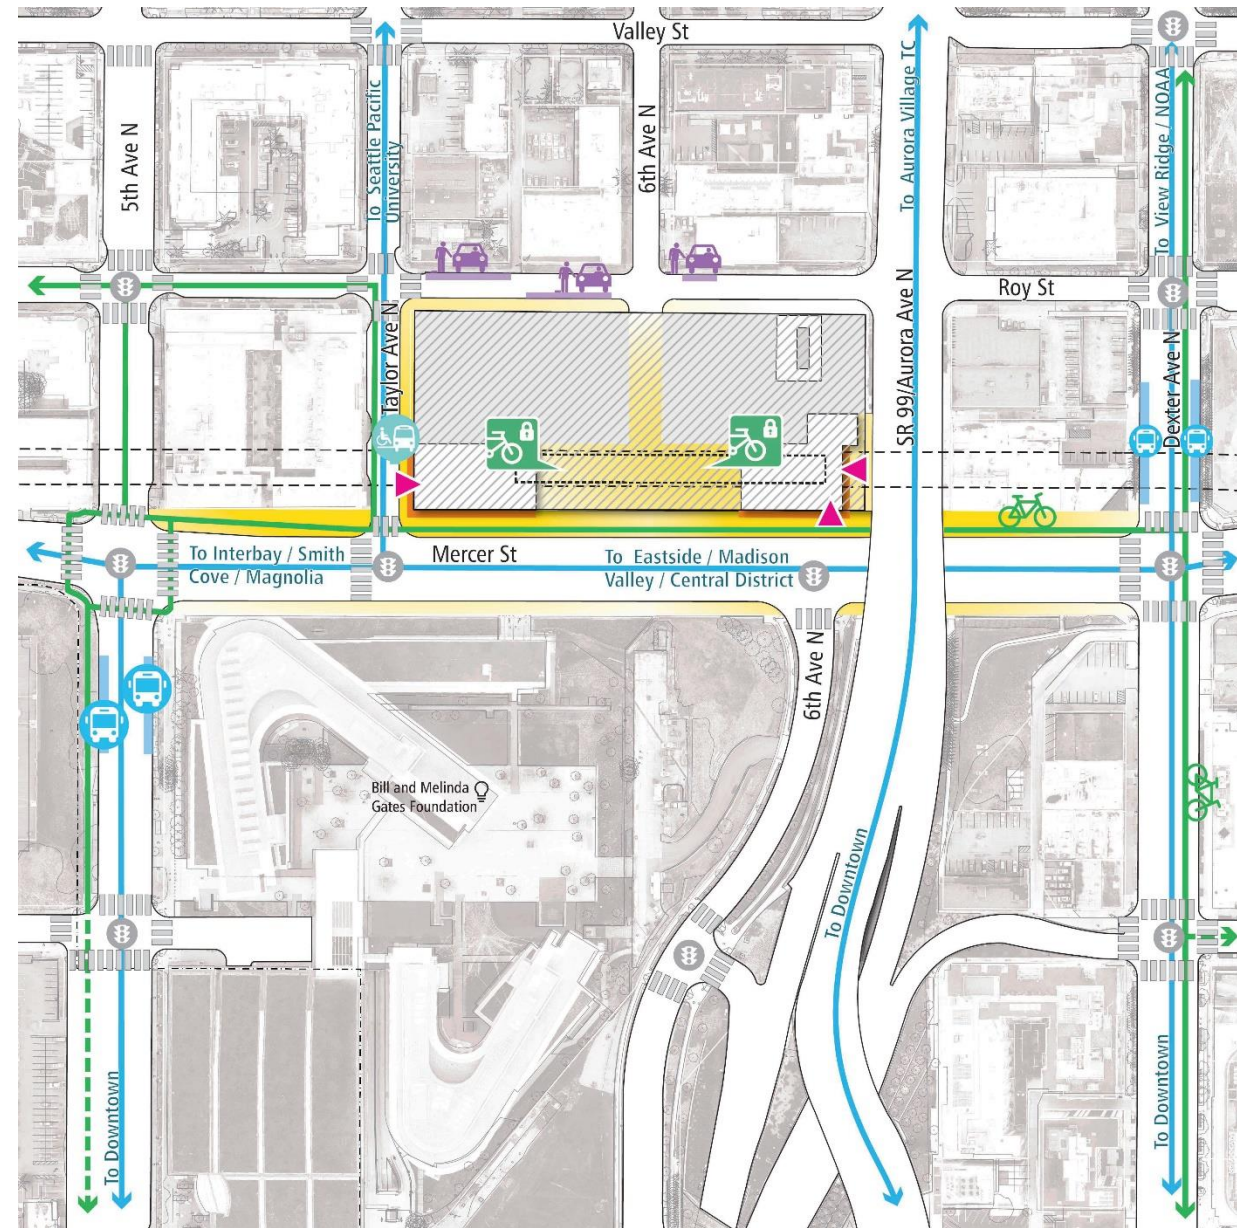 Valley St
5th Ave N
To Seattle Pacific
University
6th Ave N
To Aurora Village TC
To View Ridge / NOAA
Roy St
Taylor Ave N
SR 99/Aurora Ave N
Dexter Ave N
To Interbay / Smith
Cove / Magnolia
Mercer St
To Eastside / Madison
Valley / Central District
6th Ave N
Bill and Melinda
Gates Foundation
To Downtown
To Downtown
To Downtown